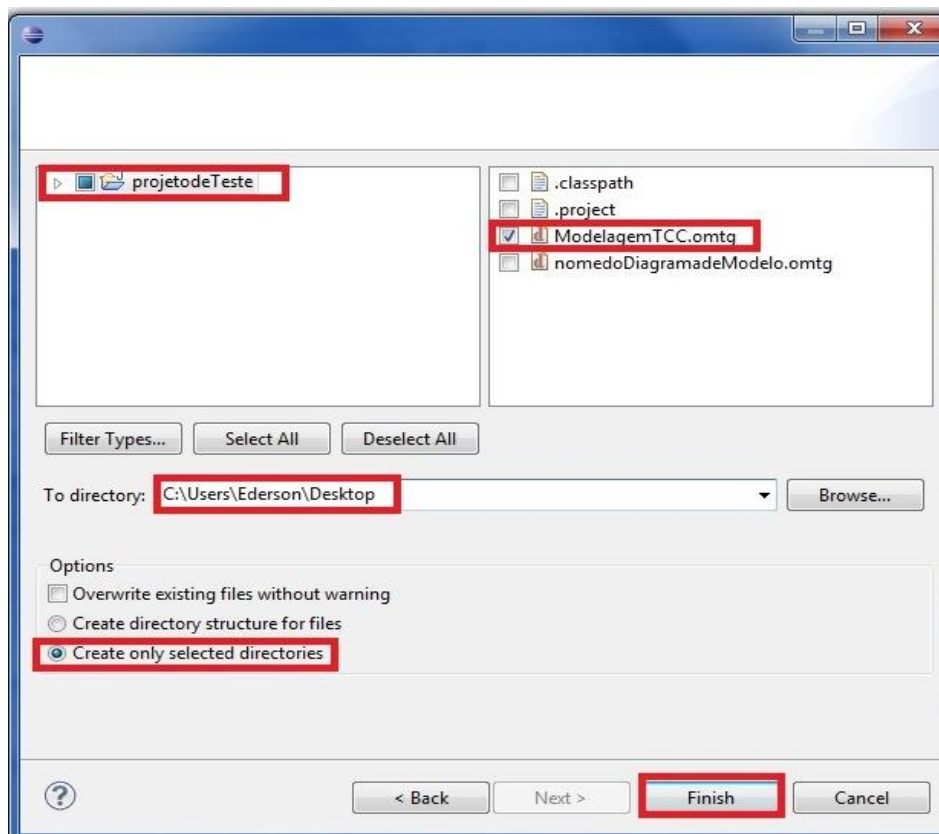 projetodeTeste
.classpath
.project
ModelagemTCC.omtg
nomedoDiagramadeModelo.omtg
Filter Types...
Select All
Deselect All
To directory:
C:\Users\Ederson\Desktop
Browse...
Options
Overwrite existing files without warning
Create directory structure for files
Create only selected directories
?
< Back
Next >
Finish
Cancel